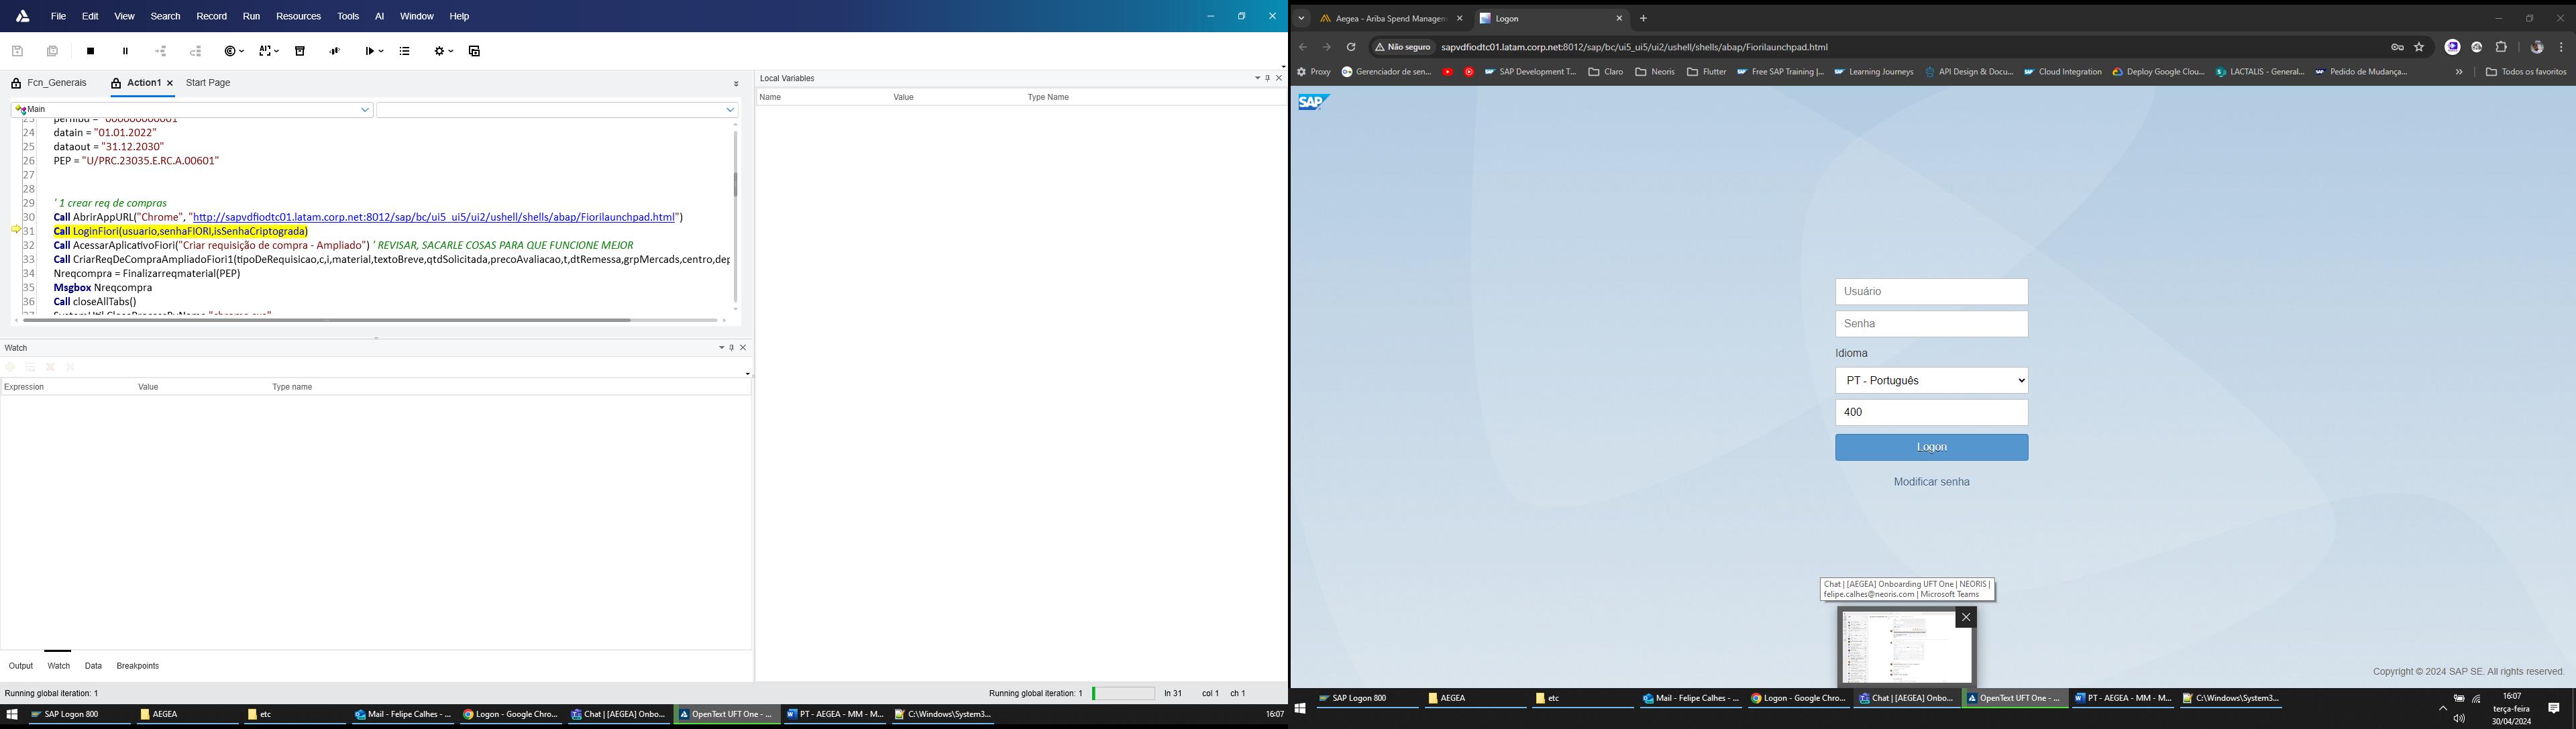 File Edit View Search Record Run Resources Tools AI Window Help
Fcn_Generais Action1 Start Page
Main
24 datain = "01.01.2022"
25 dataout = "31.12.2030"
26 PEP = "U/PRC.23035.E.RC.A.00601"
27
28
29 ' 1 crear req de compras
30 Call AbrirAppURL("Chrome", "http://sapvdfiodtc01.latam.corp.net:8012/sap/bc/ui5_ui5/ui2/ushell/shells/abap/Fiorilaunchpad.html")
31 Call LoginFiori(usuario,senhaFIORI,isSenhaCriptograda)
32 Call AcessarAplicativoFiori("Criar requisição de compra - Ampliado") ' REVISAR, SACARLE COSAS PARA QUE FUNCIONE MEJOR
33 Call CriarReqDeCompraAmpliadoFiori1(tipoDeRequisicao,c,i,material,textoBreve,qtdSolicitada,precoAvaliacao,t,dtRemessa,grpMercads,centro,dep
34 Nreqcompra = Finalizarreqmaterial(PEP)
35 Msgbox Nreqcompra
36 Call closeAllTabs()
Watch
Expression Value Type name
Output Watch Data Breakpoints
Running global iteration: 1
Local Variables
Name Value Type Name
Running global iteration: 1 ln 31 col 1 ch 1
SAP Logon 800 AEGEA etc Mail - Felipe Calhes - ... Logon - Google Chro... Chat | [AEGEA] Onbo... OpenText UFT One - ... PT - AEGEA - MM - M... C:\Windows\System3... 16:07
Aegea - Ariba Spend Managem Logon
Não seguro sapvdfiodtc01.latam.corp.net:8012/sap/bc/ui5_ui5/ui2/ushell/shells/abap/Fiorilaunchpad.html
Proxy Gerenciador de sen... SAP Development T... Claro Neoris Flutter Free SAP Training |... Learning Journeys API Design & Docu... Cloud Integration Deploy Google Clou... LACTALIS - General... Pedido de Mudança... » Todos os favoritos
SAP
Usuário
Senha
Idioma
PT - Português
400
Logon
Modificar senha
Chat | [AEGEA] Onboarding UFT One | NEORIS |
felipe.calhes@neoris.com | Microsoft Teams
Copyright © 2024 SAP SE. All rights reserved.
SAP Logon 800 AEGEA etc Mail - Felipe Calhes - ... Logon - Google Chro... Chat | [AEGEA] Onbo... OpenText UFT One - ... PT - AEGEA - MM - M... C:\Windows\System3...
16:07
terça-feira
30/04/2024